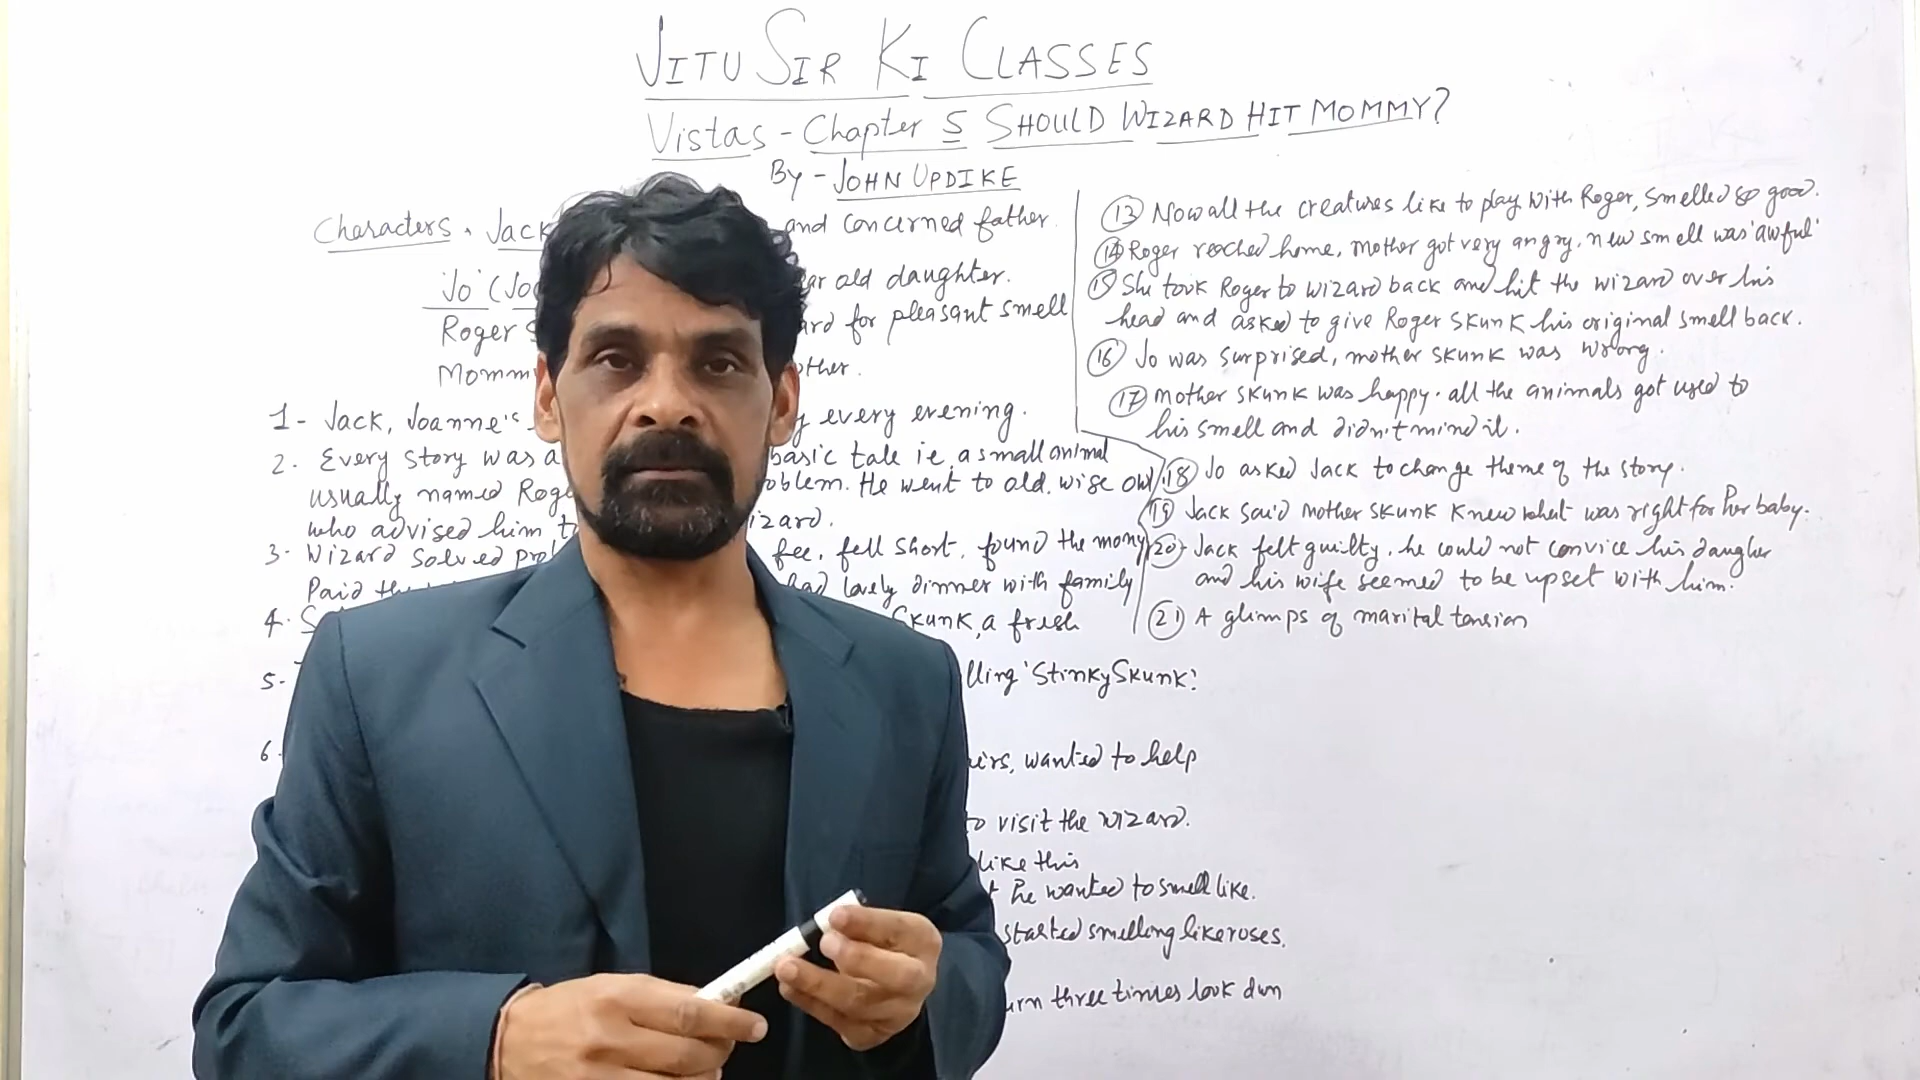 JITU SIR KI CLASSES
Vistas - Chapter 5 SHOULD WIZARD HIT MOMMY?
By - JOHN UPDIKE
Characters. Jack and concerned father.
'Jo' (Jo ar old daughter.
Roger S ard for pleasant smell
Momm other.
1- Jack, Joanne's y every evening.
2. Every story was a basic tale ie, a small animal
usually named Roge oblem. He went to old, wise owl
who advised him t izard.
3- Wizard solved pro fee, fell short, found the money
Paid the had lovely dinner with family
4. Skunk, a fresh
5- lling 'Stinky Skunk'.
6. irs, wanted to help
to visit the wizard.
like this
he wanted to smell like.
started smelling like roses.
urn three times look dwn
13 Now all the creatures like to play with Roger, smelled so good.
14 Roger reached home, mother got very angry. new smell was 'awful'
15 She took Roger to wizard back and hit the wizard over his
head and asked to give Roger Skunk his original smell back.
16 Jo was surprised, mother skunk was wrong.
17 mother skunk was happy. all the animals got used to
his smell and didn't mind it.
18 Jo asked Jack to change theme of the story.
19 Jack said mother skunk knew what was right for her baby.
20- Jack felt guilty, he could not convice his daugher
and his wife seemed to be upset with him.
21 A glimps of marital tension